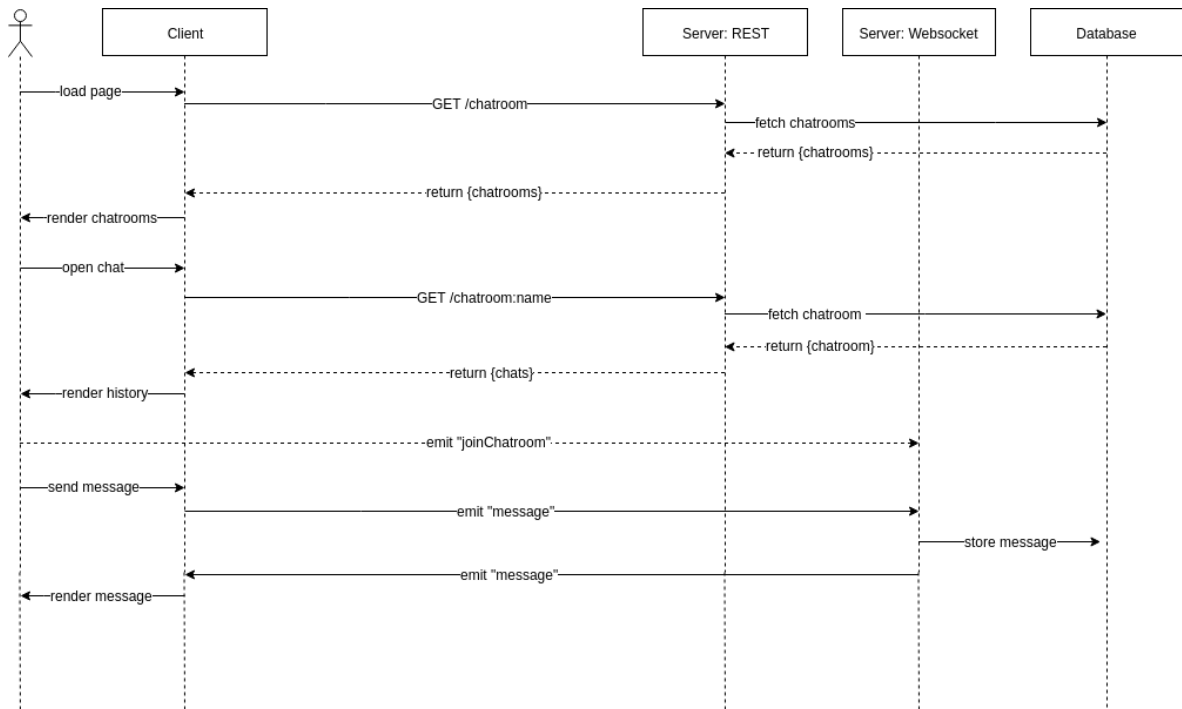 Client
Server: REST
Server: Websocket
Database
load page
GET /chatroom
fetch chatrooms
return {chatrooms}
return {chatrooms}
render chatrooms
open chat
GET /chatroom:name
fetch chatroom
return {chatroom}
return {chats}
render history
emit "joinChatroom"
send message
emit "message"
store message
emit "message"
render message